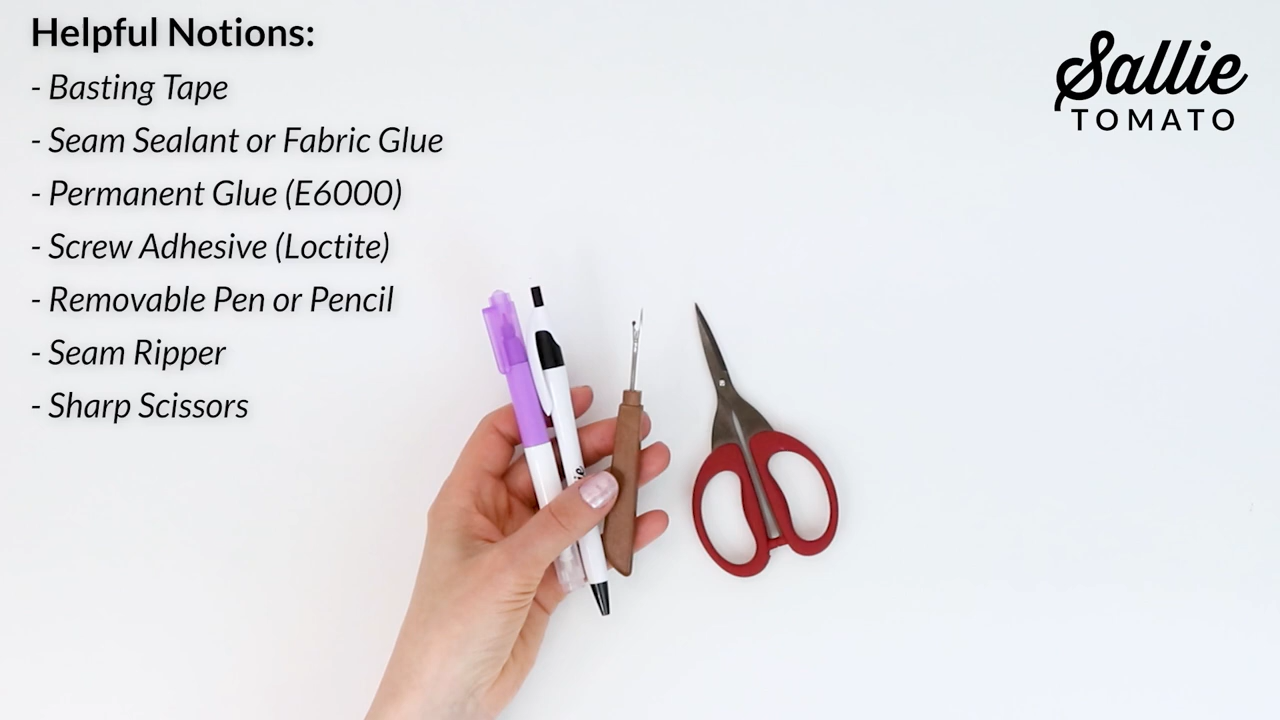 Helpful Notions:
- Basting Tape
- Seam Sealant or Fabric Glue
- Permanent Glue (E6000)
- Screw Adhesive (Loctite)
- Removable Pen or Pencil
- Seam Ripper
- Sharp Scissors
Sallie
TOMATO